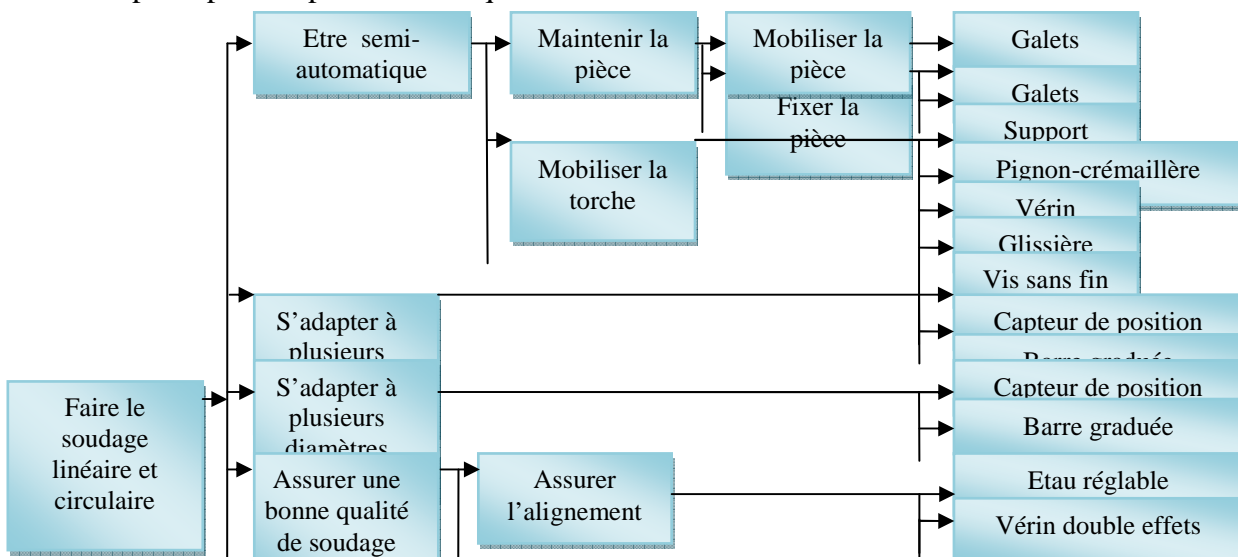 Etre semi-
automatique
Maintenir la
pièce
Mobiliser la
pièce
Galets
Galets
Fixer la
pièce
Support
Mobiliser la
torche
Pignon-crémaillère
Vérin
Glissière
Vis sans fin
S’adapter à
plusieurs
Capteur de position
Barre graduée
S’adapter à
plusieurs
diamètres
Capteur de position
Barre graduée
Faire le
soudage
linéaire et
circulaire
Assurer une
bonne qualité
de soudage
Assurer
l’alignement
Etau réglable
Vérin double effets